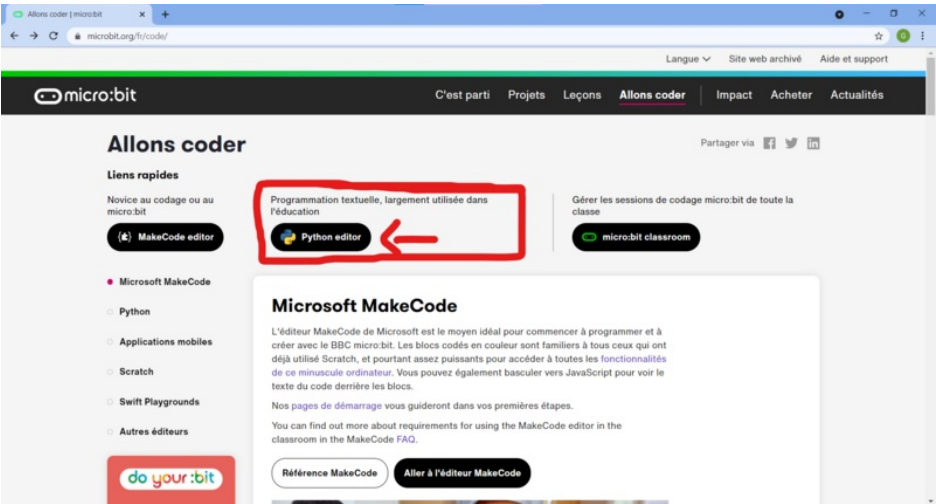 Allons coder | micro:bit
microbit.org/fr/code/
G
Langue
Site web archivé
Aide et support
micro:bit
C'est parti
Projets
Leçons
Allons coder
Impact
Acheter
Actualités
Allons coder
Partager via
Liens rapides
Novice au codage ou au
micro:bit
MakeCode editor
Programmation textuelle, largement utilisée dans
l'éducation
Python editor
Gérer les sessions de codage micro:bit de toute la
classe
micro:bit classroom
Microsoft MakeCode
Python
Applications mobiles
Scratch
Swift Playgrounds
Autres éditeurs
do your :bit
Microsoft MakeCode
L'éditeur MakeCode de Microsoft est le moyen idéal pour commencer à programmer et à
créer avec le BBC micro:bit. Les blocs codés en couleur sont familiers à tous ceux qui ont
déjà utilisé Scratch, et pourtant assez puissants pour accéder à toutes les fonctionnalités
de ce minuscule ordinateur. Vous pouvez également basculer vers JavaScript pour voir le
texte du code derrière les blocs.
Nos pages de démarrage vous guideront dans vos premières étapes.
You can find out more about requirements for using the MakeCode editor in the
classroom in the MakeCode FAQ.
Référence MakeCode
Aller à l'éditeur MakeCode